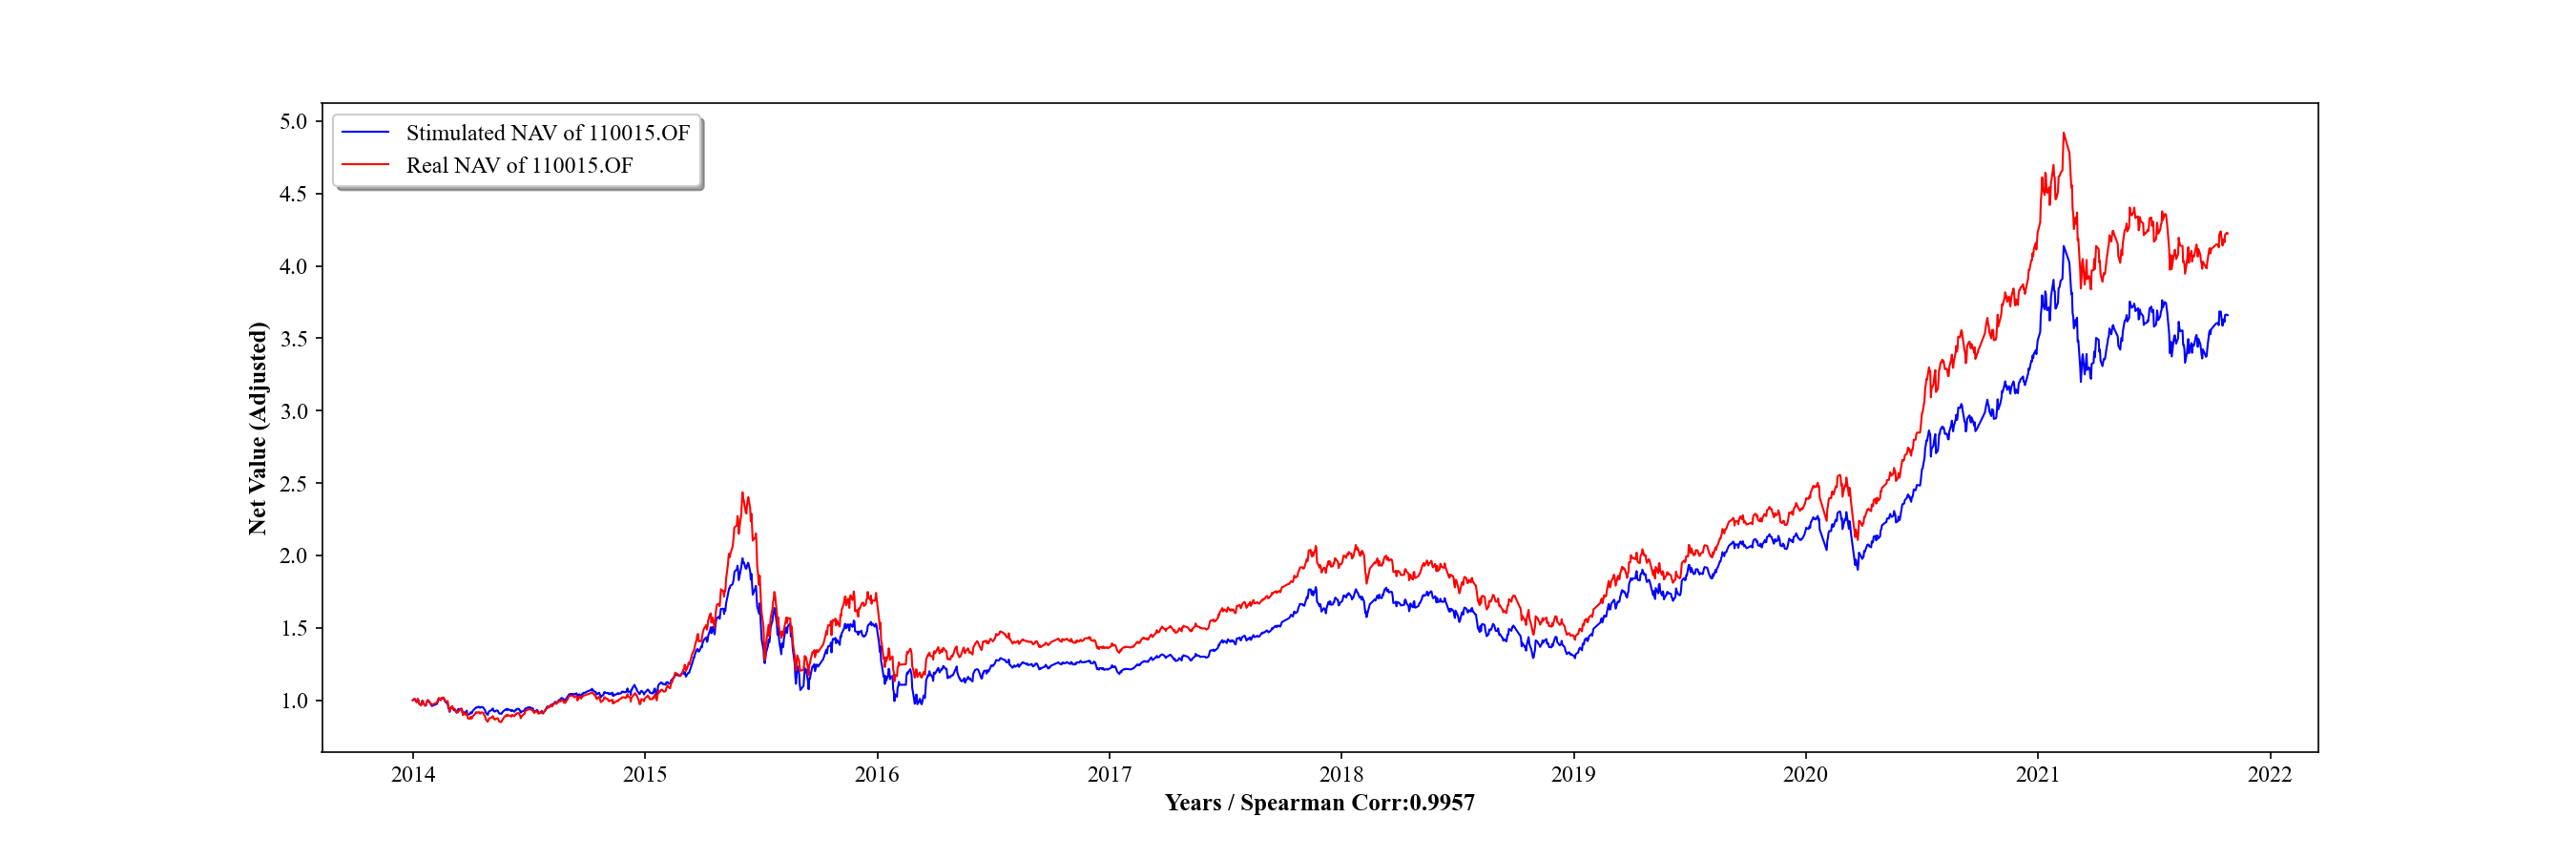 Stimulated NAV of 110015.OF
Real NAV of 110015.OF
5.0
4.5
4.0
3.5
3.0
2.5
2.0
1.5
1.0
Net Value (Adjusted)
2014 2015 2016 2017 2018 2019 2020 2021 2022
Years / Spearman Corr:0.9957